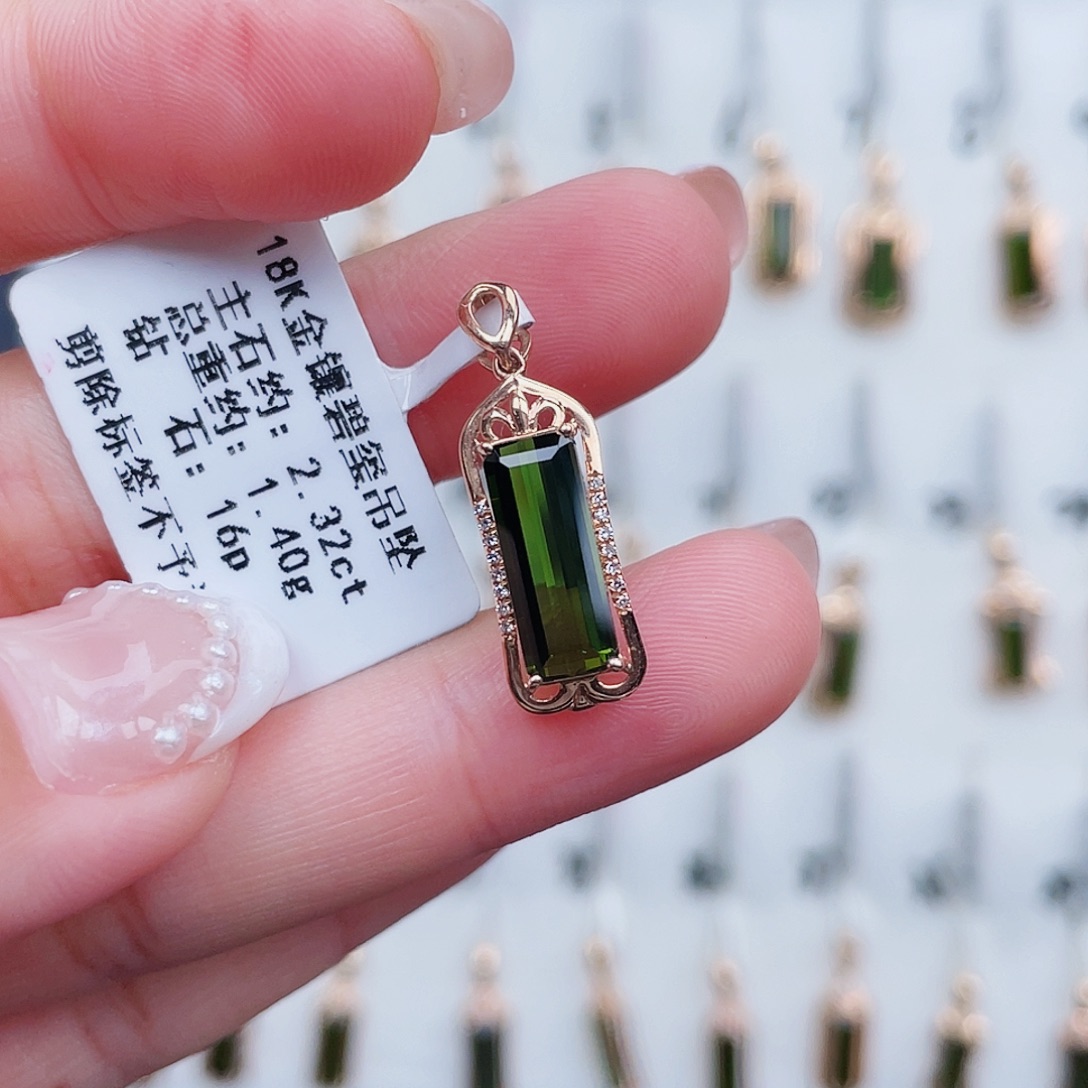 18K金镶碧玺吊坠
主石约: 2.32ct
总重约: 1.40g
钻 石: 16p
剪除标签不予